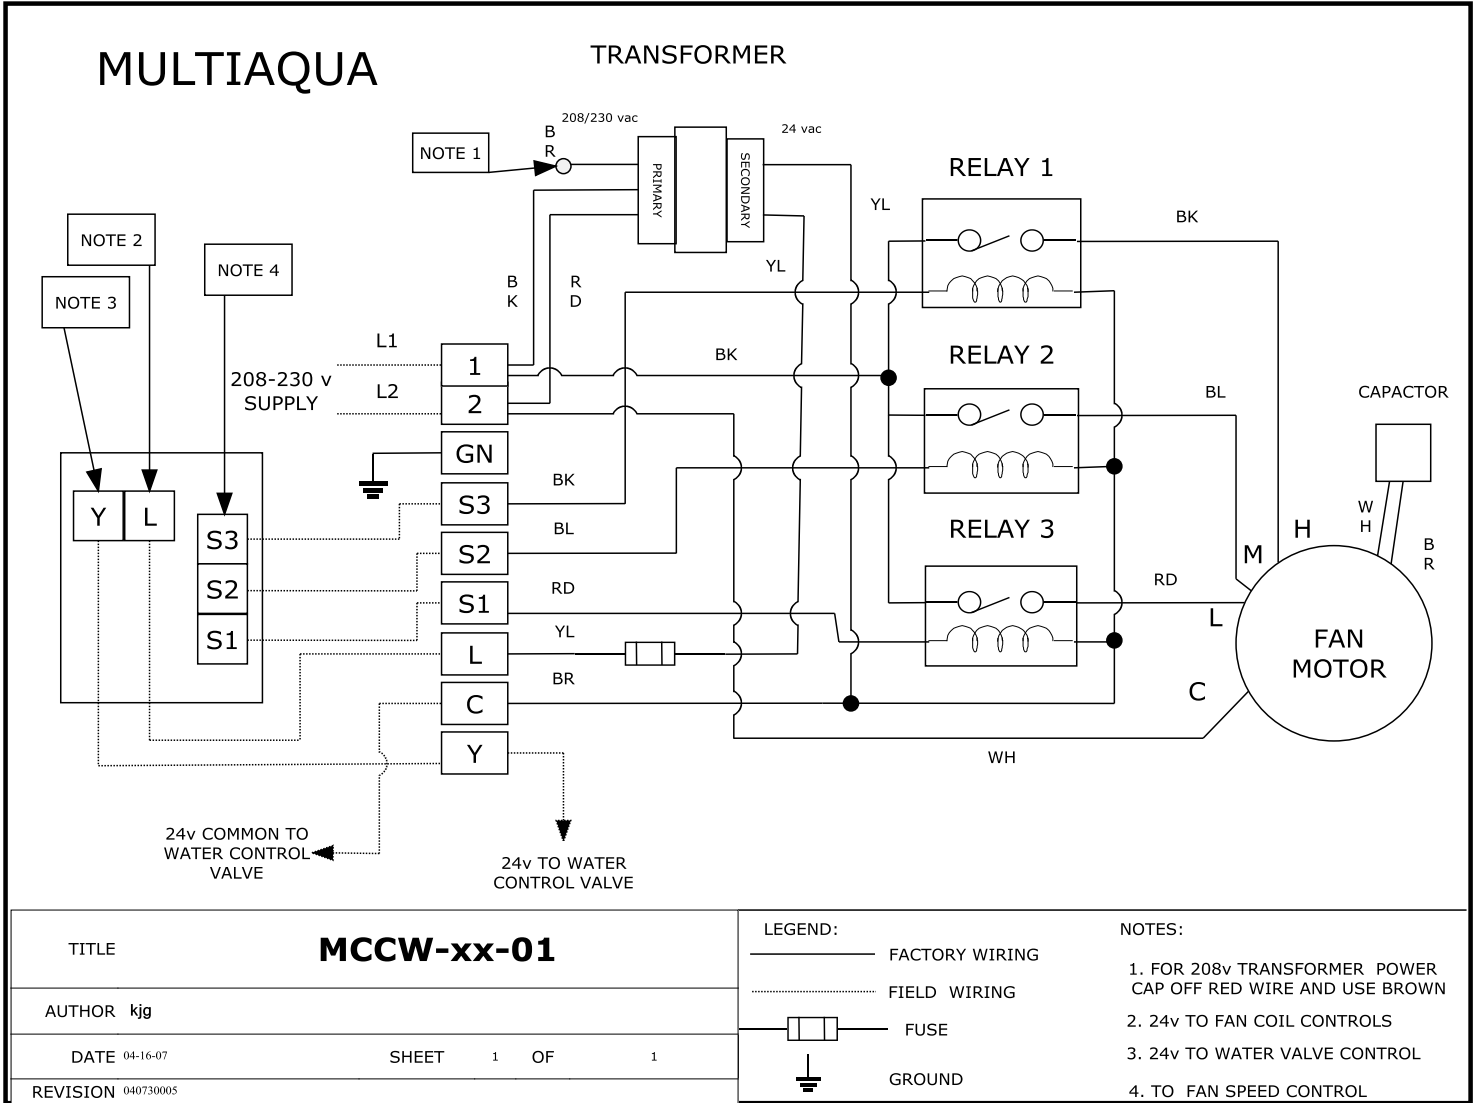 MULTIAQUA
TRANSFORMER
208/230 vac
24 vac
B
R
NOTE 1
PRIMARY
SECONDARY
RELAY 1
YL
BK
NOTE 2
NOTE 4
NOTE 3
YL
B
K
R
D
L1
208-230 v
SUPPLY
L2
1
2
BK
RELAY 2
BL
CAPACTOR
GN
Y
L
S3
S2
S1
S3
BK
S2
BL
S1
RD
L
YL
C
BR
Y
RELAY 3
RD
H
M
L
C
W
H
B
R
FAN
MOTOR
WH
24v COMMON TO
WATER CONTROL
VALVE
24v TO WATER
CONTROL VALVE
TITLE MCCW-xx-01
AUTHOR kjg
DATE 04-16-07 SHEET 1 OF 1
REVISION 040730005
LEGEND:
FACTORY WIRING
FIELD WIRING
FUSE
GROUND
NOTES:
1. FOR 208v TRANSFORMER POWER
CAP OFF RED WIRE AND USE BROWN
2. 24v TO FAN COIL CONTROLS
3. 24v TO WATER VALVE CONTROL
4. TO FAN SPEED CONTROL